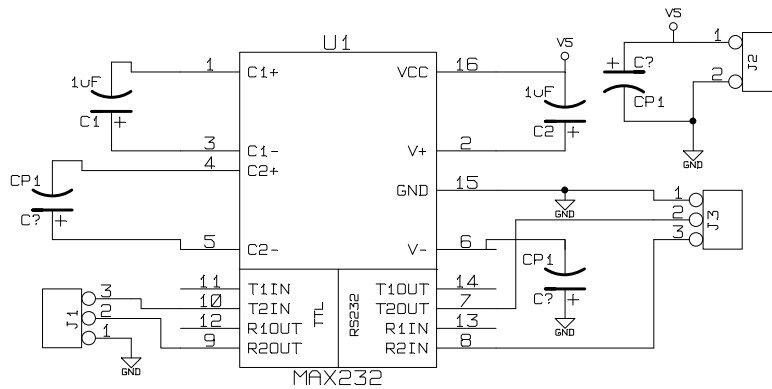 U1
V5
V5
1
C1+
VCC
16
+
C?
1
J2
1uF
1uF
2
C1
+
C2
+
CP1
3
C1-
V+
2
4
C2+
GND
CP1
GND
15
1
C?
+
GND
2
J3
3
5
C2-
V-
6
CP1
11
T1IN
T1OUT
14
C?
+
3
10
T2IN
TTL
RS232
T2OUT
7
J1
2
12
R1OUT
R1IN
13
GND
1
9
R2OUT
R2IN
8
GND
MAX232